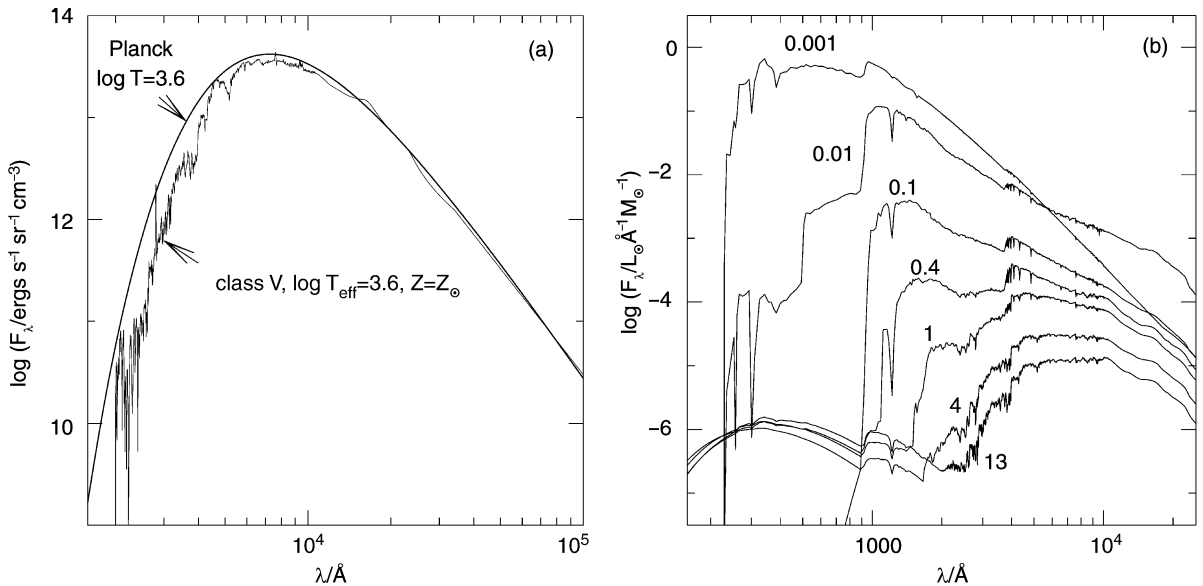 14
Planck
log T=3.6
(a)
12
class V, log T_eff=3.6, Z=Z_⊙
10
10⁴
10⁵
λ/Å
log (F_λ/ergs s⁻¹ sr⁻¹ cm⁻³)
(b)
0
0.001
0.01
−2
0.1
0.4
−4
1
4
−6
13
1000
10⁴
λ/Å
log (F_λ/L_⊙Å⁻¹M_⊙⁻¹)